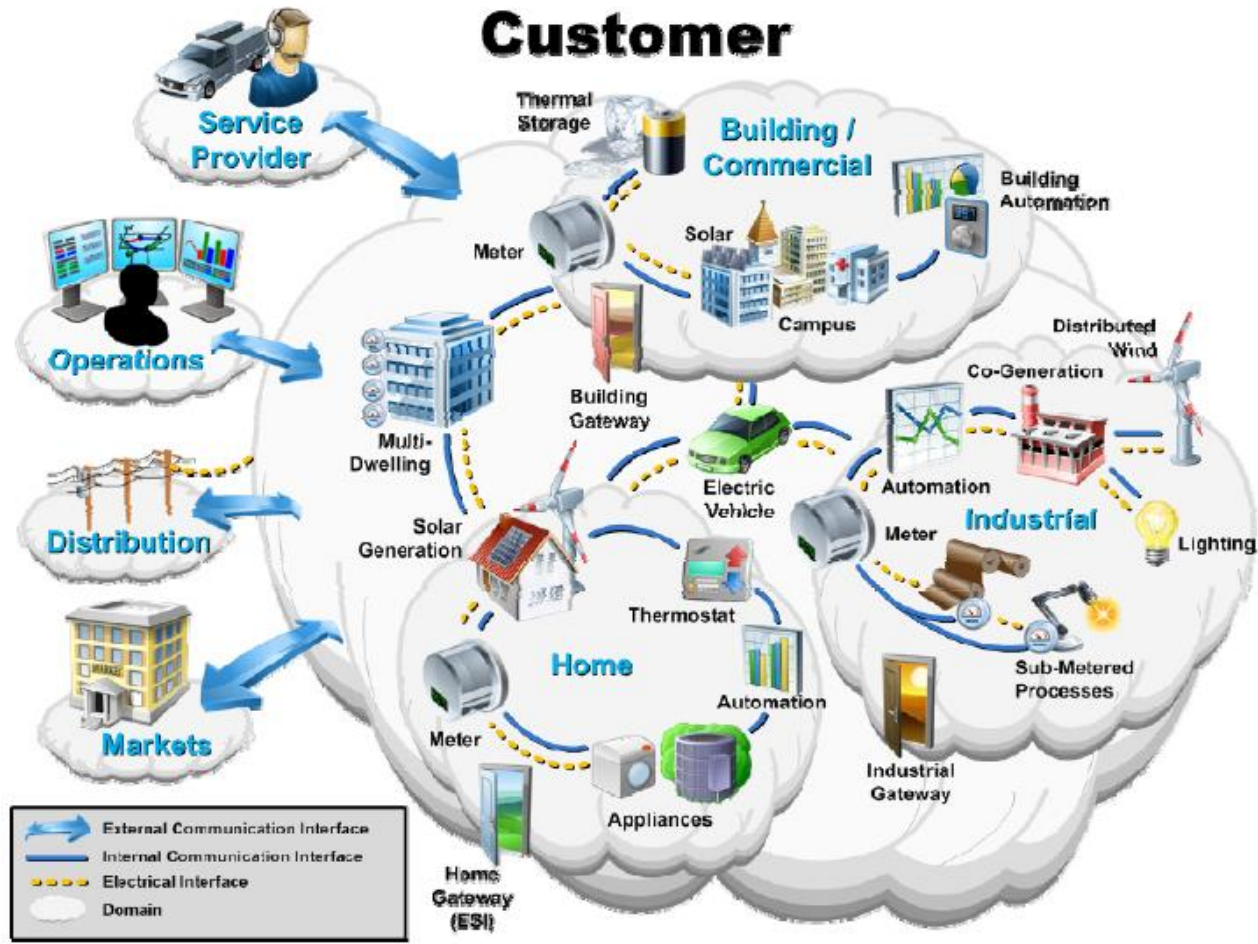 Customer
Thermal
Storage
Building /
Commercial
Service
Provider
Building
Automation
Meter
Solar
Campus
Operations
Distributed
Wind
Co-Generation
Building
Gateway
Multi-
Dwelling
Electric
Vehicle
Automation
Solar
Generation
Meter
Industrial
Lighting
Distribution
Thermostat
Home
Sub-Metered
Processes
MARKET
Automation
Markets
Meter
Industrial
Gateway
Appliances
External Communication Interface
Internal Communication Interface
Electrical Interface
Domain
Home
Gateway
(ESI)